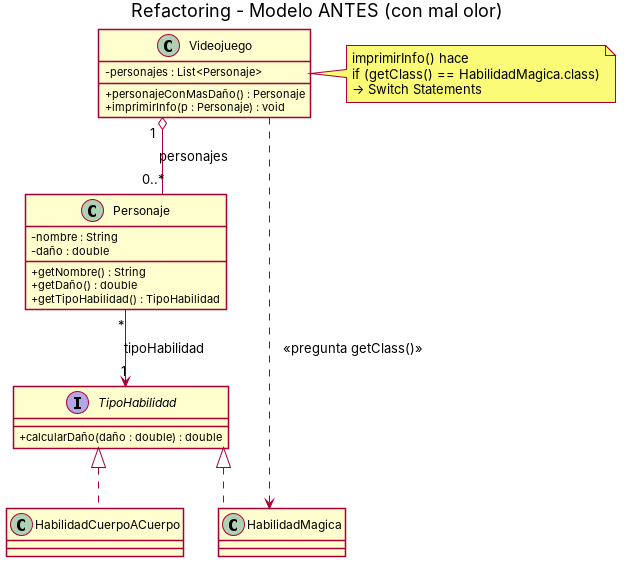 Refactoring - Modelo ANTES (con mal olor)
C Videojuego
-personajes : List<Personaje>
+personajeConMasDaño() : Personaje
+imprimirInfo(p : Personaje) : void
imprimirInfo() hace
if (getClass() == HabilidadMagica.class)
→ Switch Statements
1
personajes
0..*
C Personaje
-nombre : String
-daño : double
+getNombre() : String
+getDaño() : double
+getTipoHabilidad() : TipoHabilidad
*
tipoHabilidad
1
«pregunta getClass()»
I TipoHabilidad
+calcularDaño(daño : double) : double
C HabilidadCuerpoACuerpo
C HabilidadMagica